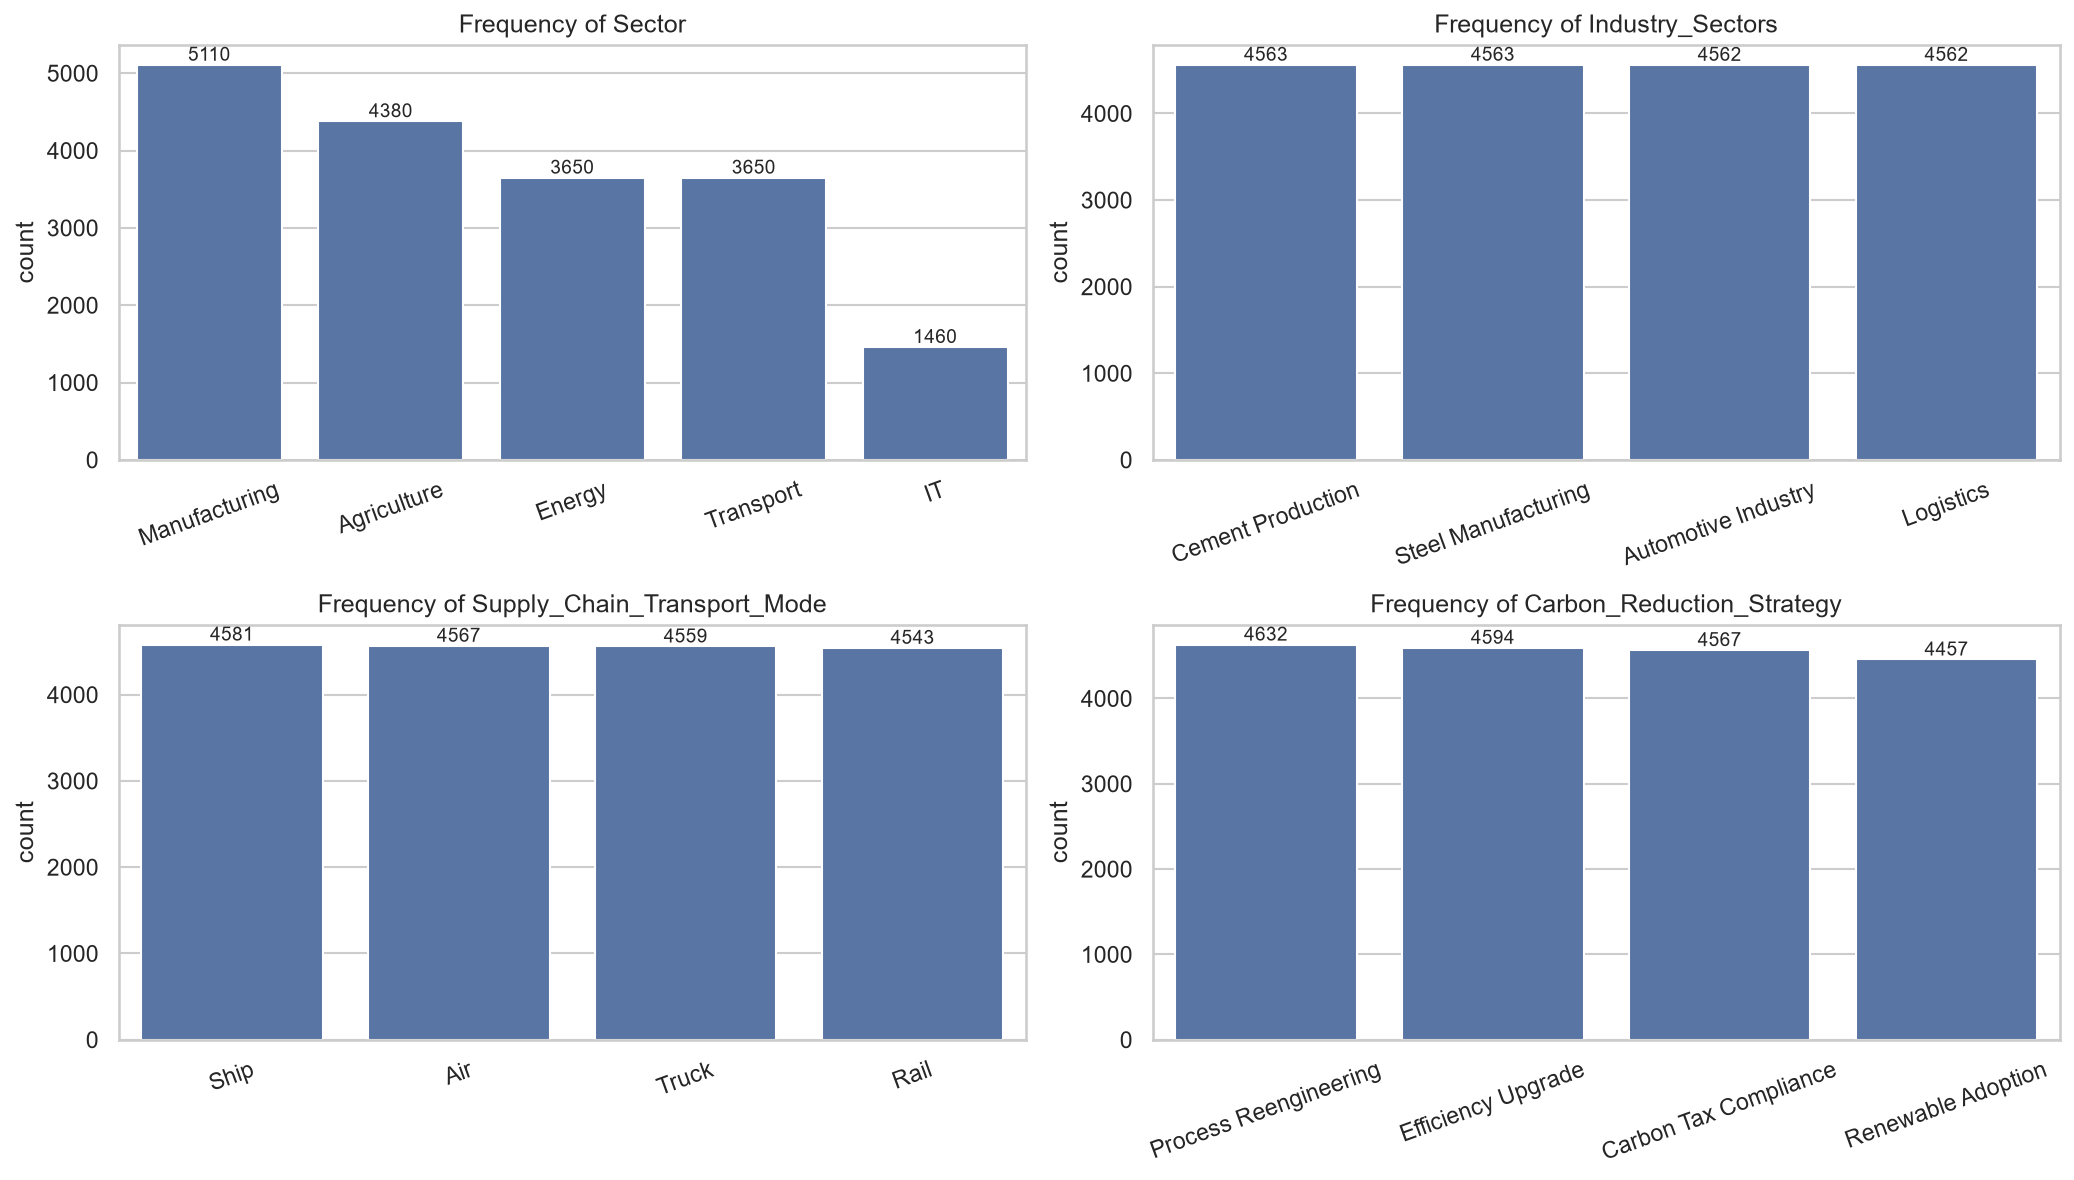 Frequency of Sector
5110
4380
3650
3650
1460
5000
4000
3000
2000
1000
0
count
Manufacturing
Agriculture
Energy
Transport
IT
Frequency of Industry_Sectors
4563
4563
4562
4562
4000
3000
2000
1000
0
count
Cement Production
Steel Manufacturing
Automotive Industry
Logistics
Frequency of Supply_Chain_Transport_Mode
4581
4567
4559
4543
4000
3000
2000
1000
0
count
Ship
Air
Truck
Rail
Frequency of Carbon_Reduction_Strategy
4632
4594
4567
4457
4000
3000
2000
1000
0
count
Process Reengineering
Efficiency Upgrade
Carbon Tax Compliance
Renewable Adoption